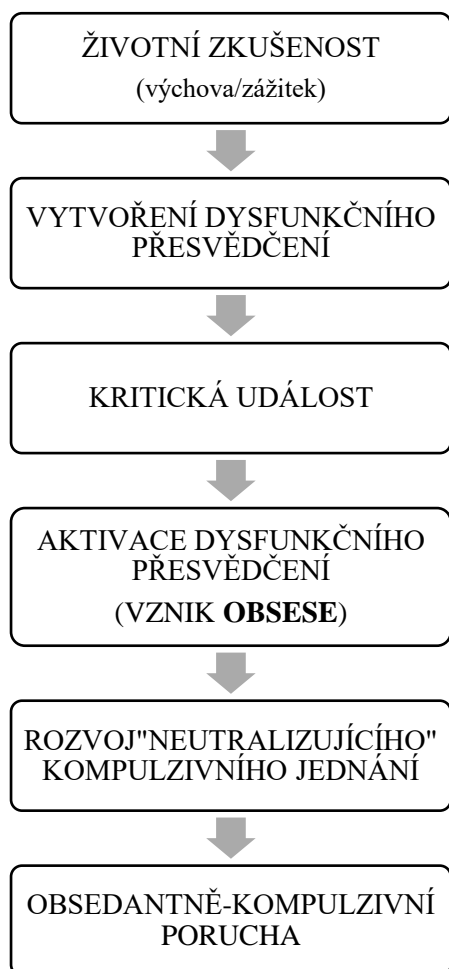 ŽIVOTNÍ ZKUŠENOST
(výchova/zážitek)
VYTVOŘENÍ DYSFUNKČNÍHO
PŘESVĚDČENÍ
KRITICKÁ UDÁLOST
AKTIVACE DYSFUNKČNÍHO
PŘESVĚDČENÍ
(VZNIK OBSESE)
ROZVOJ"NEUTRALIZUJÍCÍHO"
KOMPULZIVNÍHO JEDNÁNÍ
OBSEDANTNĚ-KOMPULZIVNÍ
PORUCHA